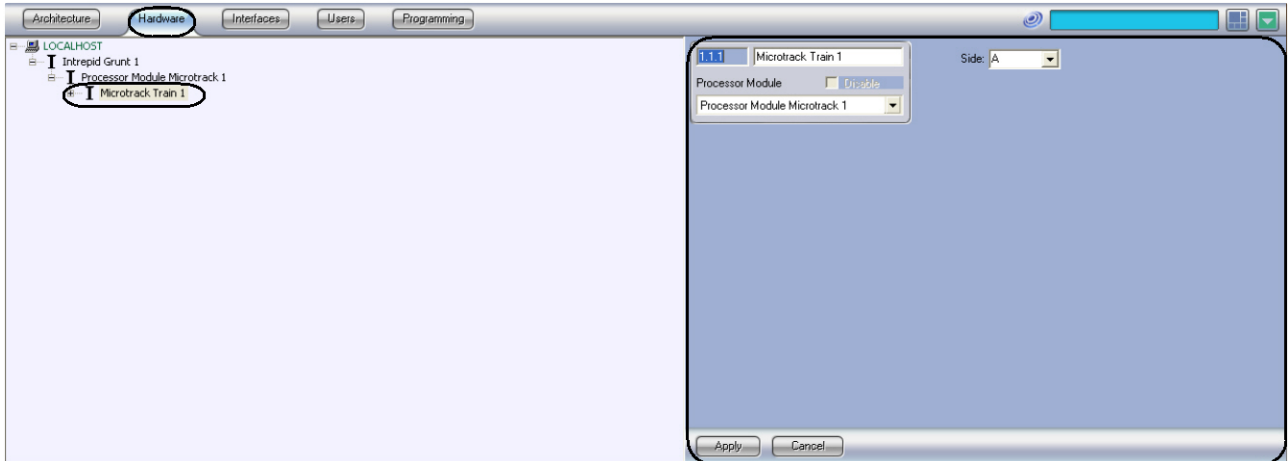 Architecture Hardware Interfaces Users Programming
LOCALHOST
Intrepid Grunt 1
Processor Module Microtrack 1
Microtrack Train 1
1.1.1 Microtrack Train 1 Side: A
Processor Module Disable
Processor Module Microtrack 1
Apply Cancel